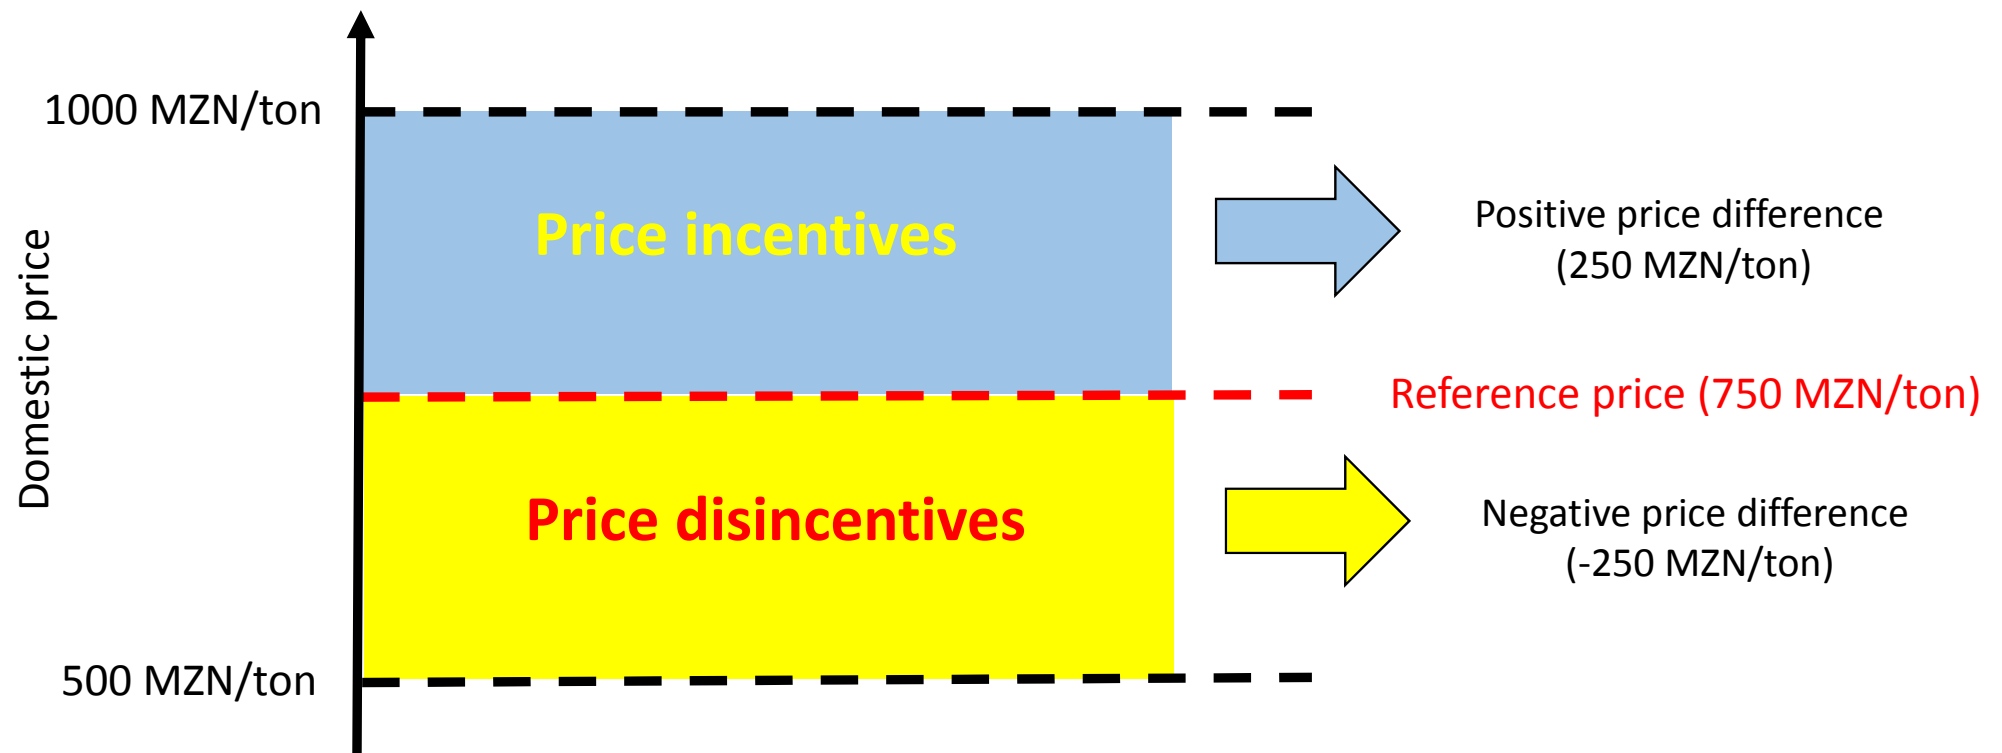 1000 MZN/ton
Price incentives
Positive price difference
(250 MZN/ton)
Domestic price
Reference price (750 MZN/ton)
Price disincentives
Negative price difference
(-250 MZN/ton)
500 MZN/ton